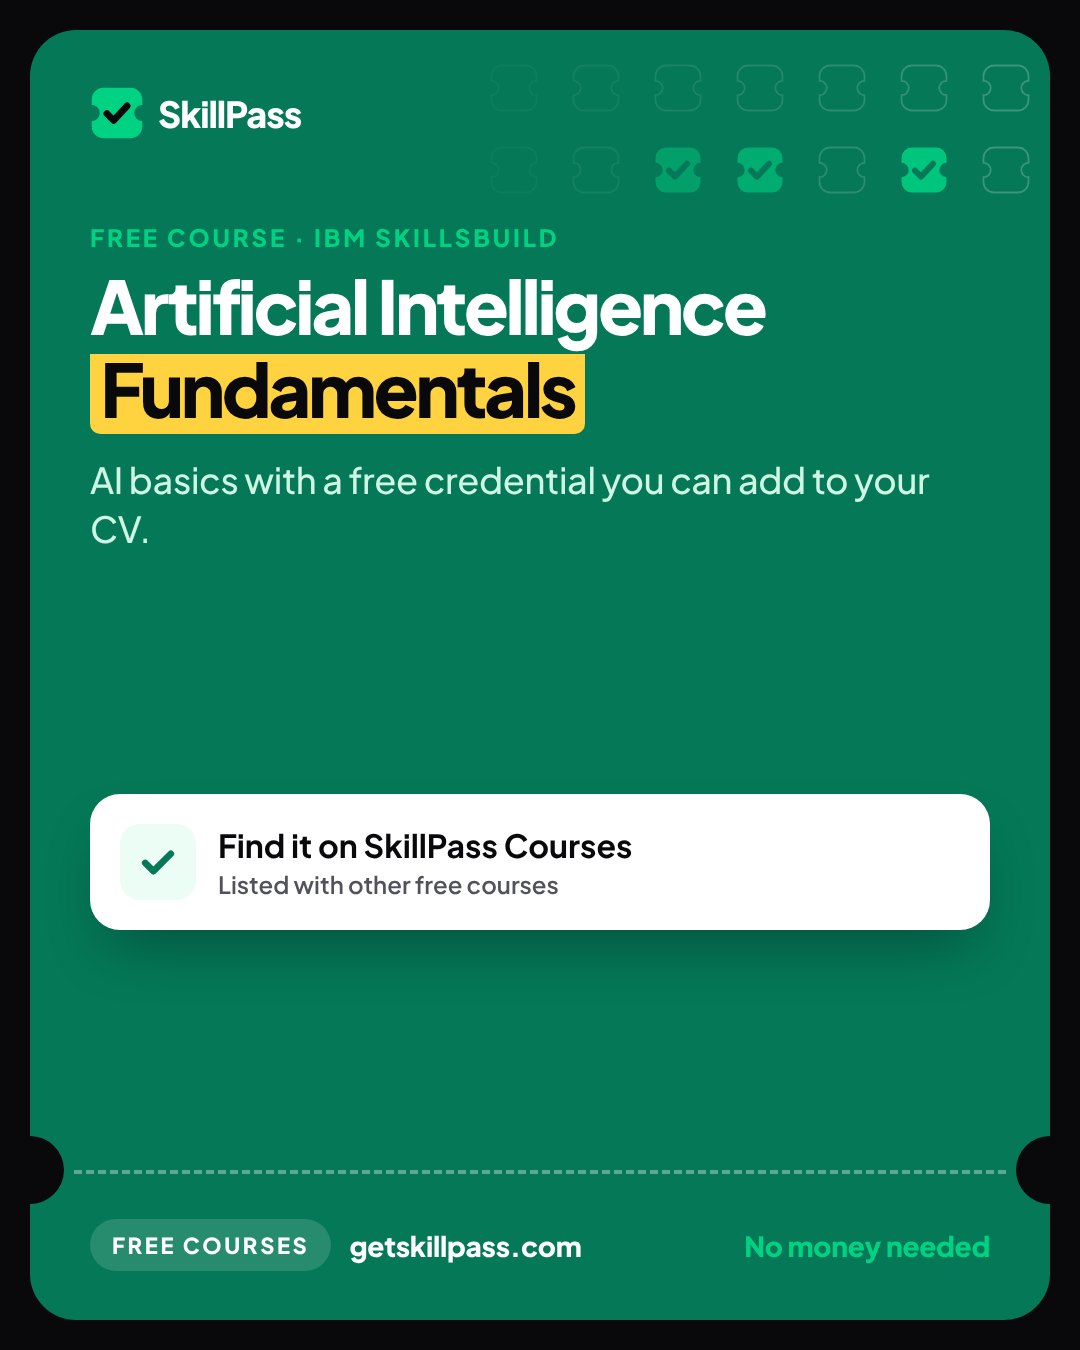 SkillPass
FREE COURSE · IBM SKILLSBUILD
Artificial Intelligence
Fundamentals
AI basics with a free credential you can add to your
CV.
Find it on SkillPass Courses
Listed with other free courses
FREE COURSES getskillpass.com No money needed